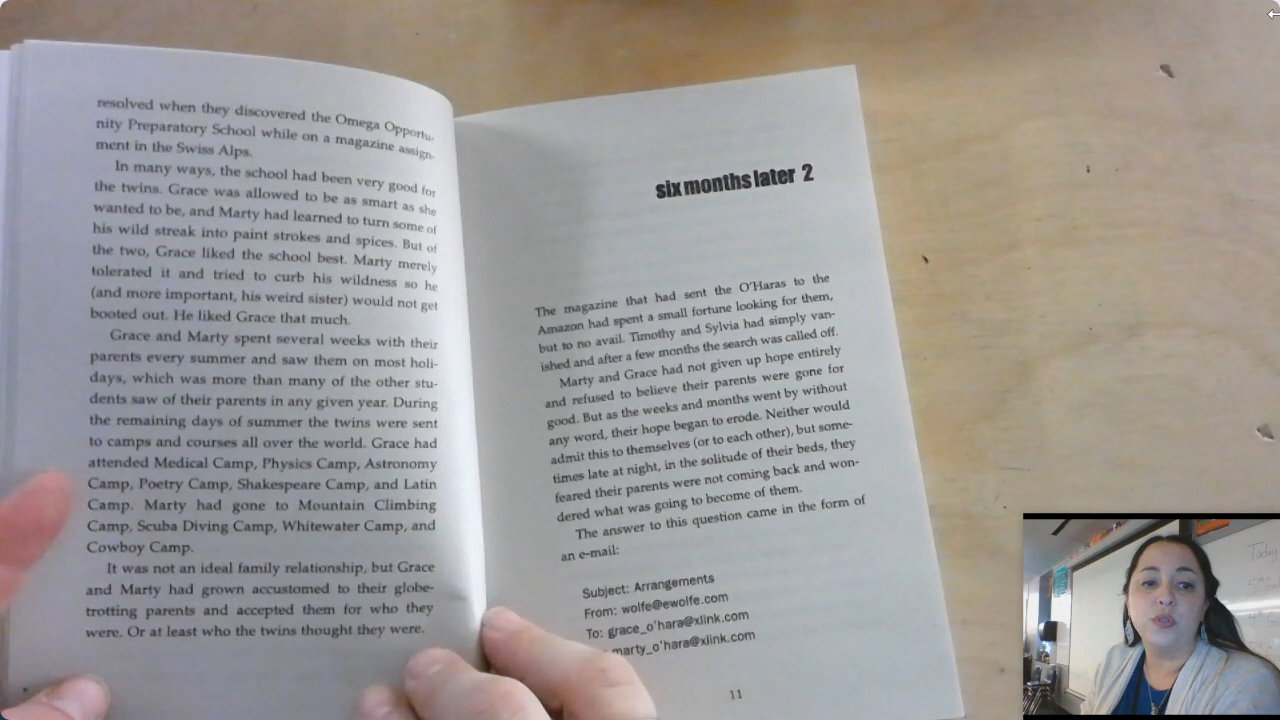 resolved when they discovered the Omega Opportu-
nity Preparatory School while on a magazine assign-
ment in the Swiss Alps.
In many ways, the school had been very good for
the twins. Grace was allowed to be as smart as she
wanted to be, and Marty had learned to turn some of
his wild streak into paint strokes and spices. But of
the two, Grace liked the school best. Marty merely
tolerated it and tried to curb his wildness so he
(and more important, his weird sister) would not get
booted out. He liked Grace that much.
Grace and Marty spent several weeks with their
parents every summer and saw them on most holi-
days, which was more than many of the other stu-
dents saw of their parents in any given year. During
the remaining days of summer the twins were sent
to camps and courses all over the world. Grace had
attended Medical Camp, Physics Camp, Astronomy
Camp, Poetry Camp, Shakespeare Camp, and Latin
Camp. Marty had gone to Mountain Climbing
Camp, Scuba Diving Camp, Whitewater Camp, and
Cowboy Camp.
It was not an ideal family relationship, but Grace
and Marty had grown accustomed to their globe-
trotting parents and accepted them for who they
were. Or at least who the twins thought they were.
six months later 2
The magazine that had sent the O'Haras to the
Amazon had spent a small fortune looking for them,
but to no avail. Timothy and Sylvia had simply van-
ished and after a few months the search was called off.
Marty and Grace had not given up hope entirely
and refused to believe their parents were gone for
good. But as the weeks and months went by without
any word, their hope began to erode. Neither would
admit this to themselves (or to each other), but some-
times late at night, in the solitude of their beds, they
feared their parents were not coming back and won-
dered what was going to become of them.
The answer to this question came in the form of
an e-mail:
Subject: Arrangements
From: wolfe@ewolfe.com
To: grace_o'hara@xlink.com
marty_o'hara@xlink.com
11